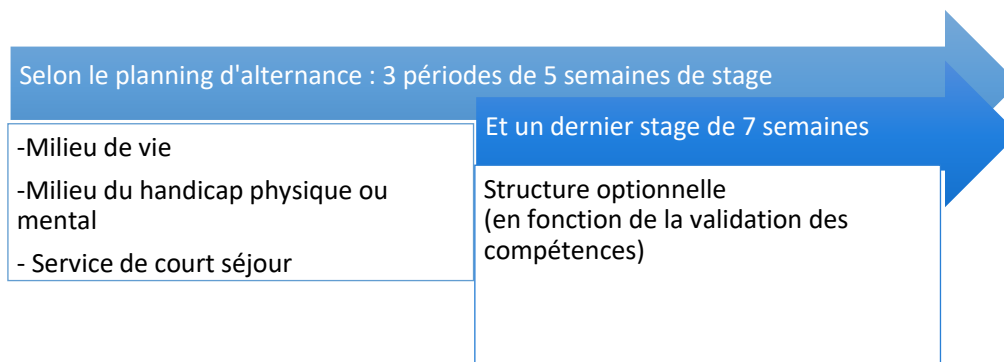 Selon le planning d'alternance : 3 périodes de 5 semaines de stage
-Milieu de vie
-Milieu du handicap physique ou
mental
- Service de court séjour
Et un dernier stage de 7 semaines
Structure optionnelle
(en fonction de la validation des
compétences)